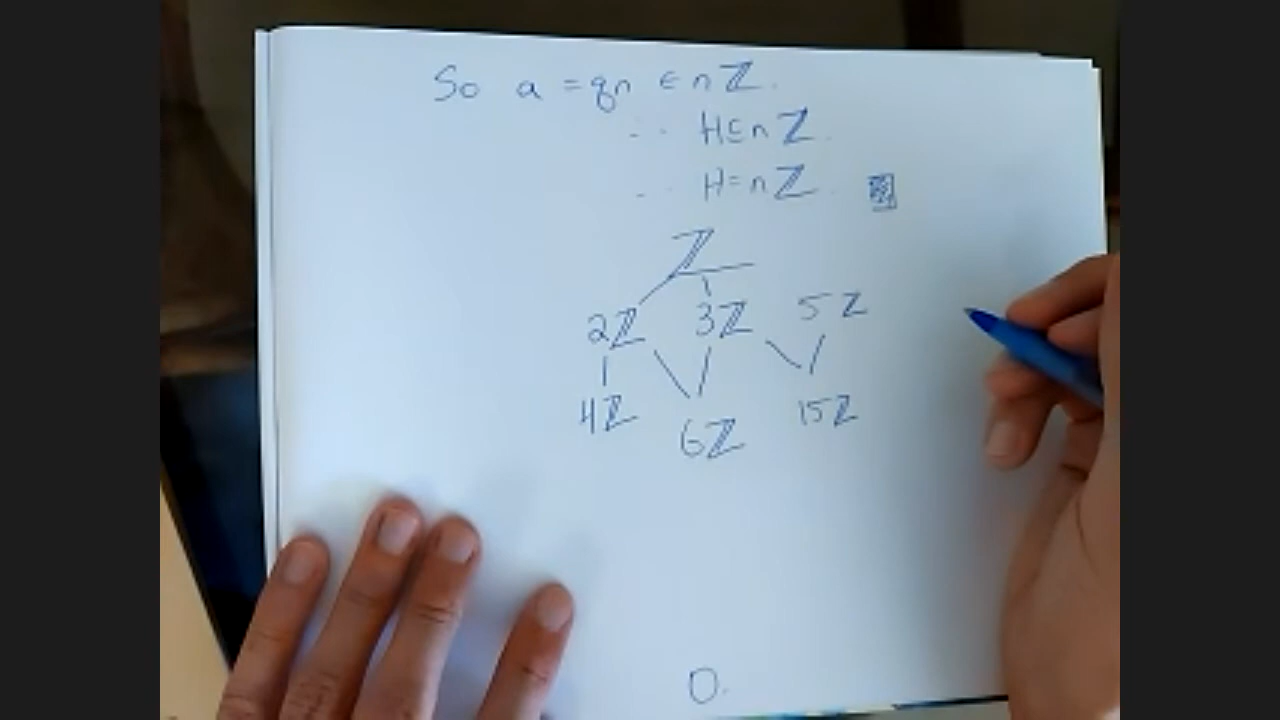 So a = qn ∈ nℤ.
∴ H⊆nℤ.
∴ H=nℤ.
ℤ
2ℤ 3ℤ 5ℤ
4ℤ 6ℤ 15ℤ
0.